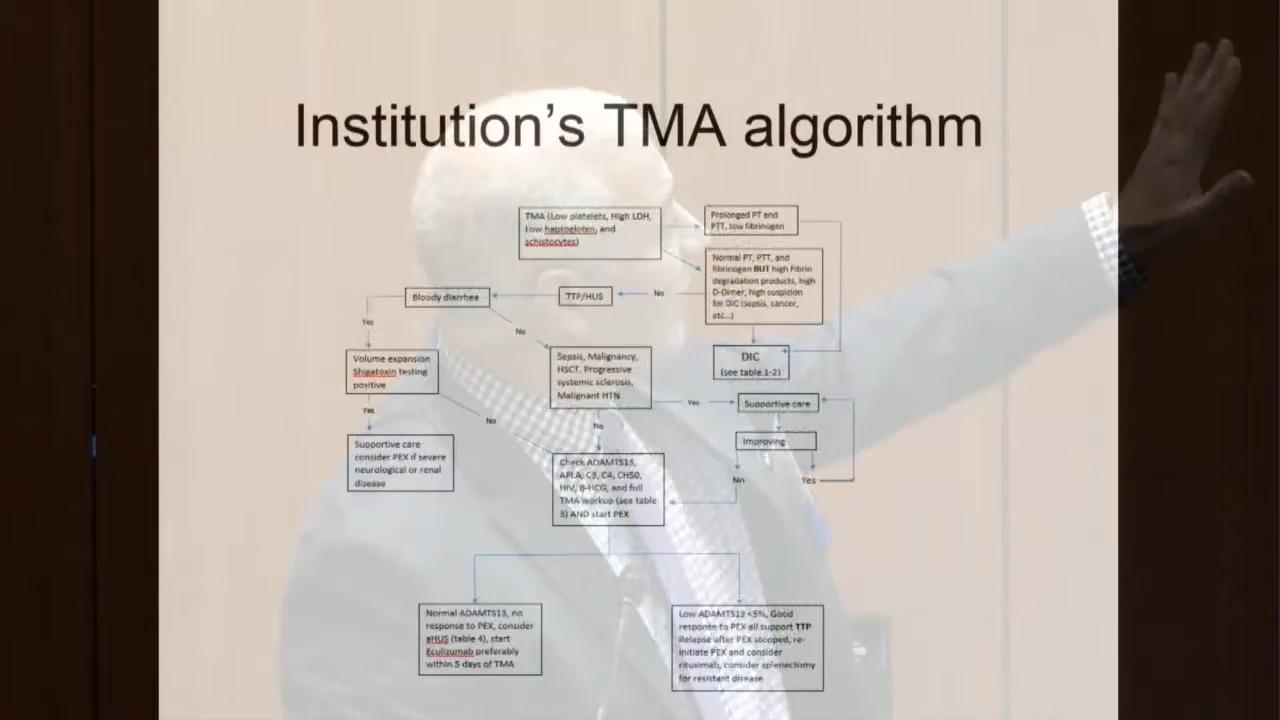 Institution's TMA algorithm
TMA (Low platelets, High LDH,
Low haptoglobin, and
schistocytes)
Prolonged PT and
PTT, low fibrinogen
Normal PT, PTT, and
fibrinogen BUT high Fibrin
degradation products, high
D-Dimer, high suspicion
for DIC (sepsis, cancer,
etc...)
No
TTP/HUS
Bloody diarrhea
Yes
No
Volume expansion
Shigatoxin testing
positive
Sepsis, Malignancy,
HSCT, Progressive
systemic sclerosis,
Malignant HTN
DIC
(see table 1-2)
Yes
Supportive care
Yes
No
No
Improving
Supportive care
consider PEX if severe
neurological or renal
disease
Check ADAMTS13,
APLA, C3, C4, CH50,
HIV, B-HCG, and full
TMA workup (see table
3) AND start PEX
No
Yes
Normal ADAMTS13, no
response to PEX, consider
aHUS (table 4), start
Eculizumab preferably
within 5 days of TMA
Low ADAMTS13 <5%, Good
response to PEX all support TTP
Relapse after PEX stopped, re-
initiate PEX and consider
rituximab, consider splenectomy
for resistant disease